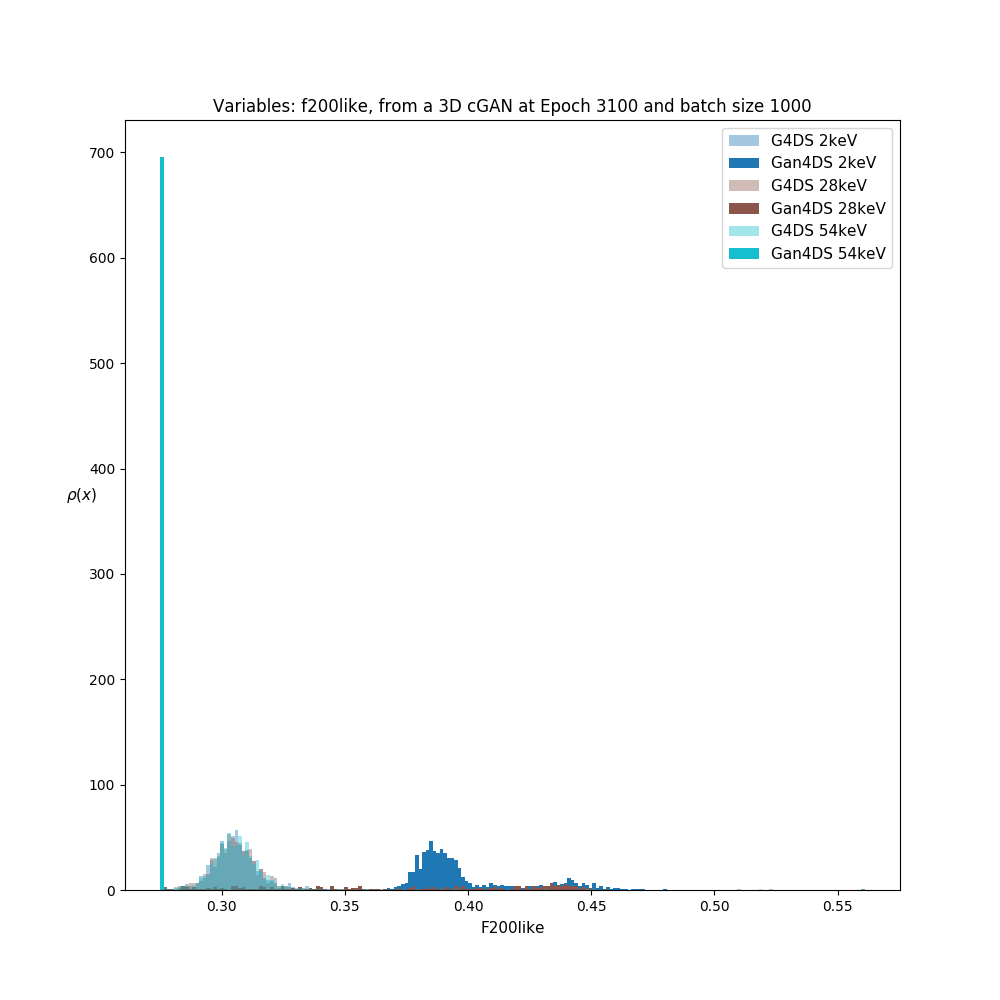 Variables: f200like, from a 3D cGAN at Epoch 3100 and batch size 1000
G4DS 2keV
Gan4DS 2keV
G4DS 28keV
Gan4DS 28keV
G4DS 54keV
Gan4DS 54keV
700
600
500
400
ρ(x)
300
200
100
0
0.30 0.35 0.40 0.45 0.50 0.55
F200like